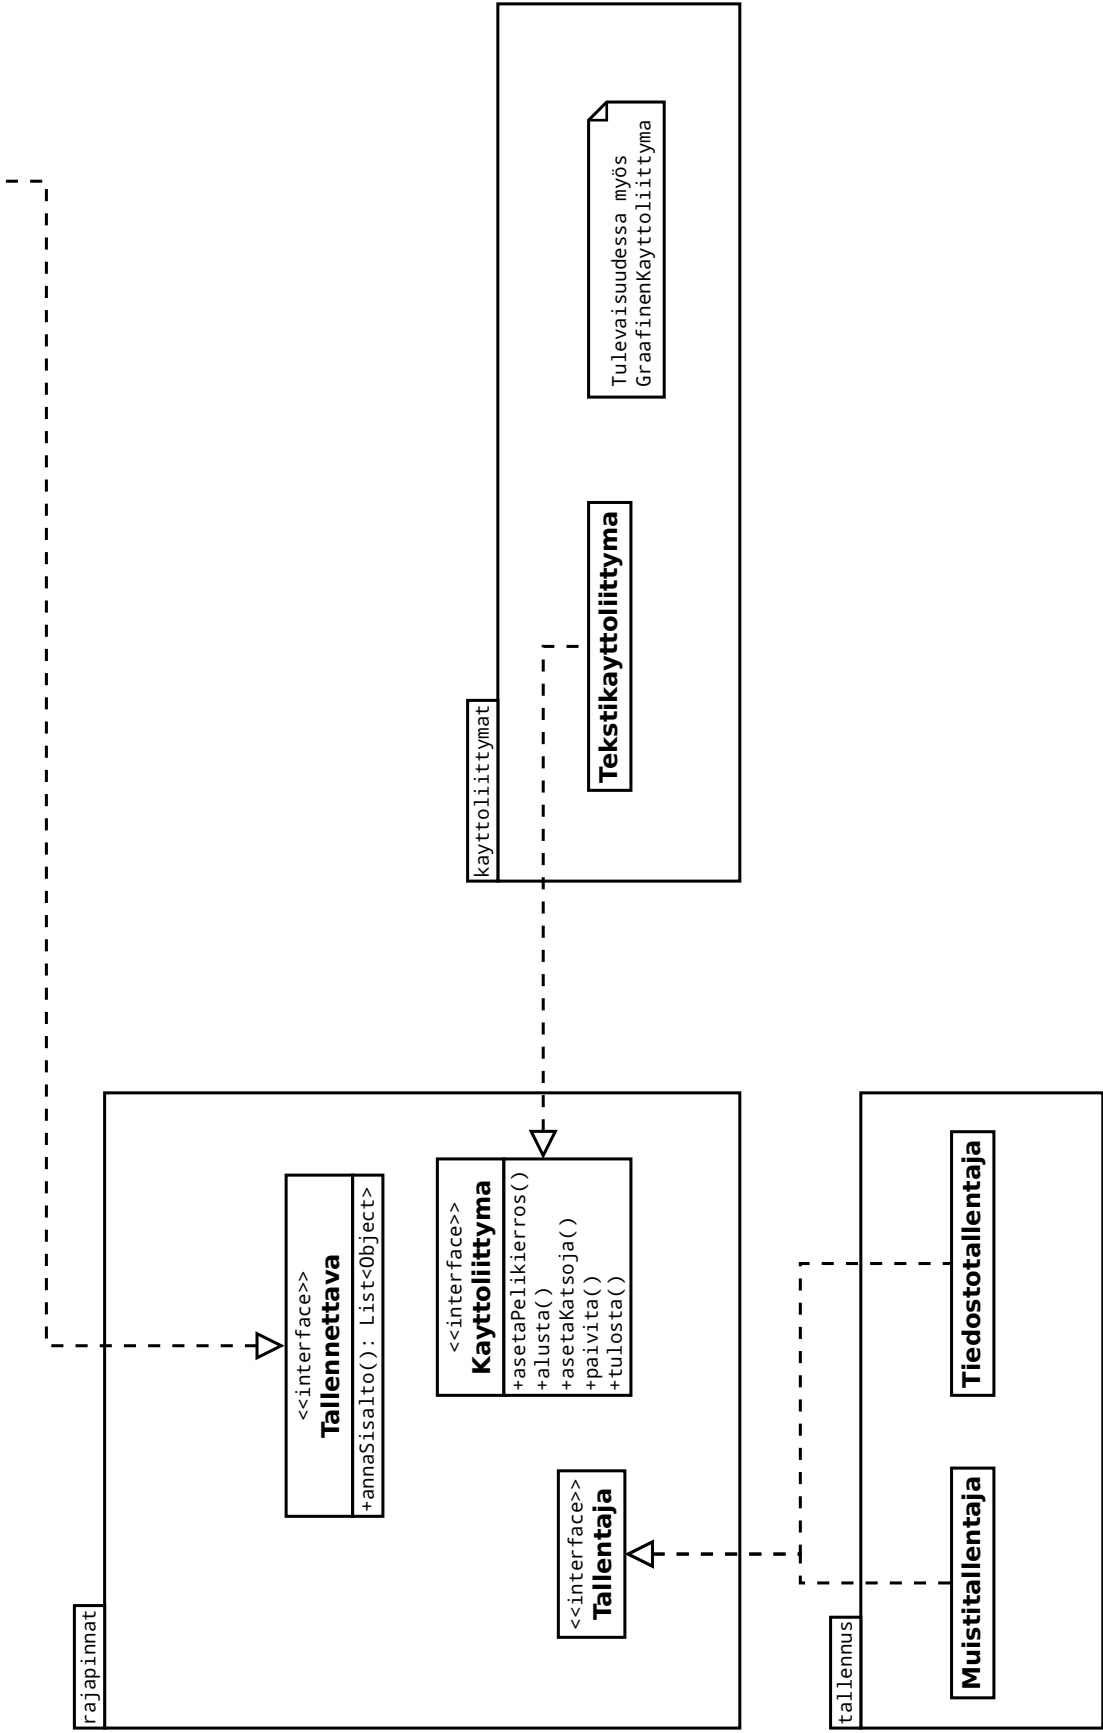 rajapinnat
<<interface>>
Tallennettava
+annaSisalto(): List<Object>
<<interface>>
Kayttoliittyma
+asetaPelikierros()
+alusta()
+asetaKatsoja()
+paivita()
+tulosta()
<<interface>>
Tallentaja
kayttoliittymat
Tekstikayttoliittyma
Tulevaisuudessa myös
GraafinenKayttoliittyma
tallennus
Muistitallentaja
Tiedostotallentaja